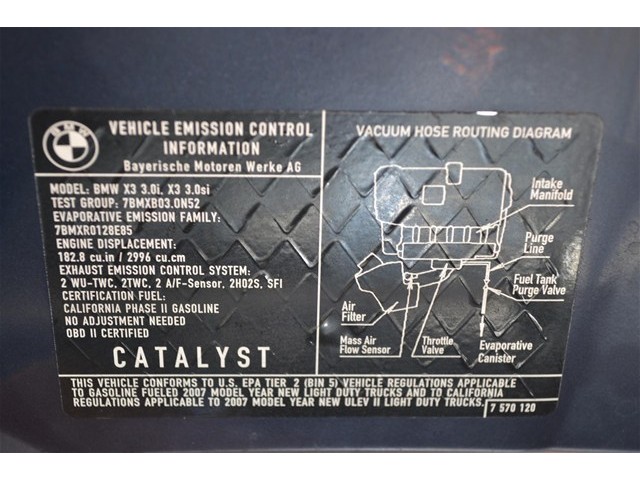 BMW
VEHICLE EMISSION CONTROL
INFORMATION
Bayerische Motoren Werke AG
MODEL: BMW X3 3.0i, X3 3.0si
TEST GROUP: 7BMXB03.0N52
EVAPORATIVE EMISSION FAMILY:
7BMXR0128E85
ENGINE DISPLACEMENT:
182.8 cu.in / 2996 cu.cm
EXHAUST EMISSION CONTROL SYSTEM:
2 WU-TWC, 2TWC, 2 A/F-Sensor, 2HO2S, SFI
CERTIFICATION FUEL:
CALIFORNIA PHASE II GASOLINE
NO ADJUSTMENT NEEDED
OBD II CERTIFIED
CATALYST
VACUUM HOSE ROUTING DIAGRAM
Intake
Manifold
Purge
Line
Fuel Tank
Purge Valve
Air
Filter
Mass Air
Flow Sensor
Throttle
Valve
Evaporative
Canister
THIS VEHICLE CONFORMS TO U.S. EPA TIER 2 (BIN 5) VEHICLE REGULATIONS APPLICABLE
TO GASOLINE FUELED 2007 MODEL YEAR NEW LIGHT DUTY TRUCKS AND TO CALIFORNIA
REGULATIONS APPLICABLE TO 2007 MODEL YEAR NEW ULEV II LIGHT DUTY TRUCKS.
7 570 120